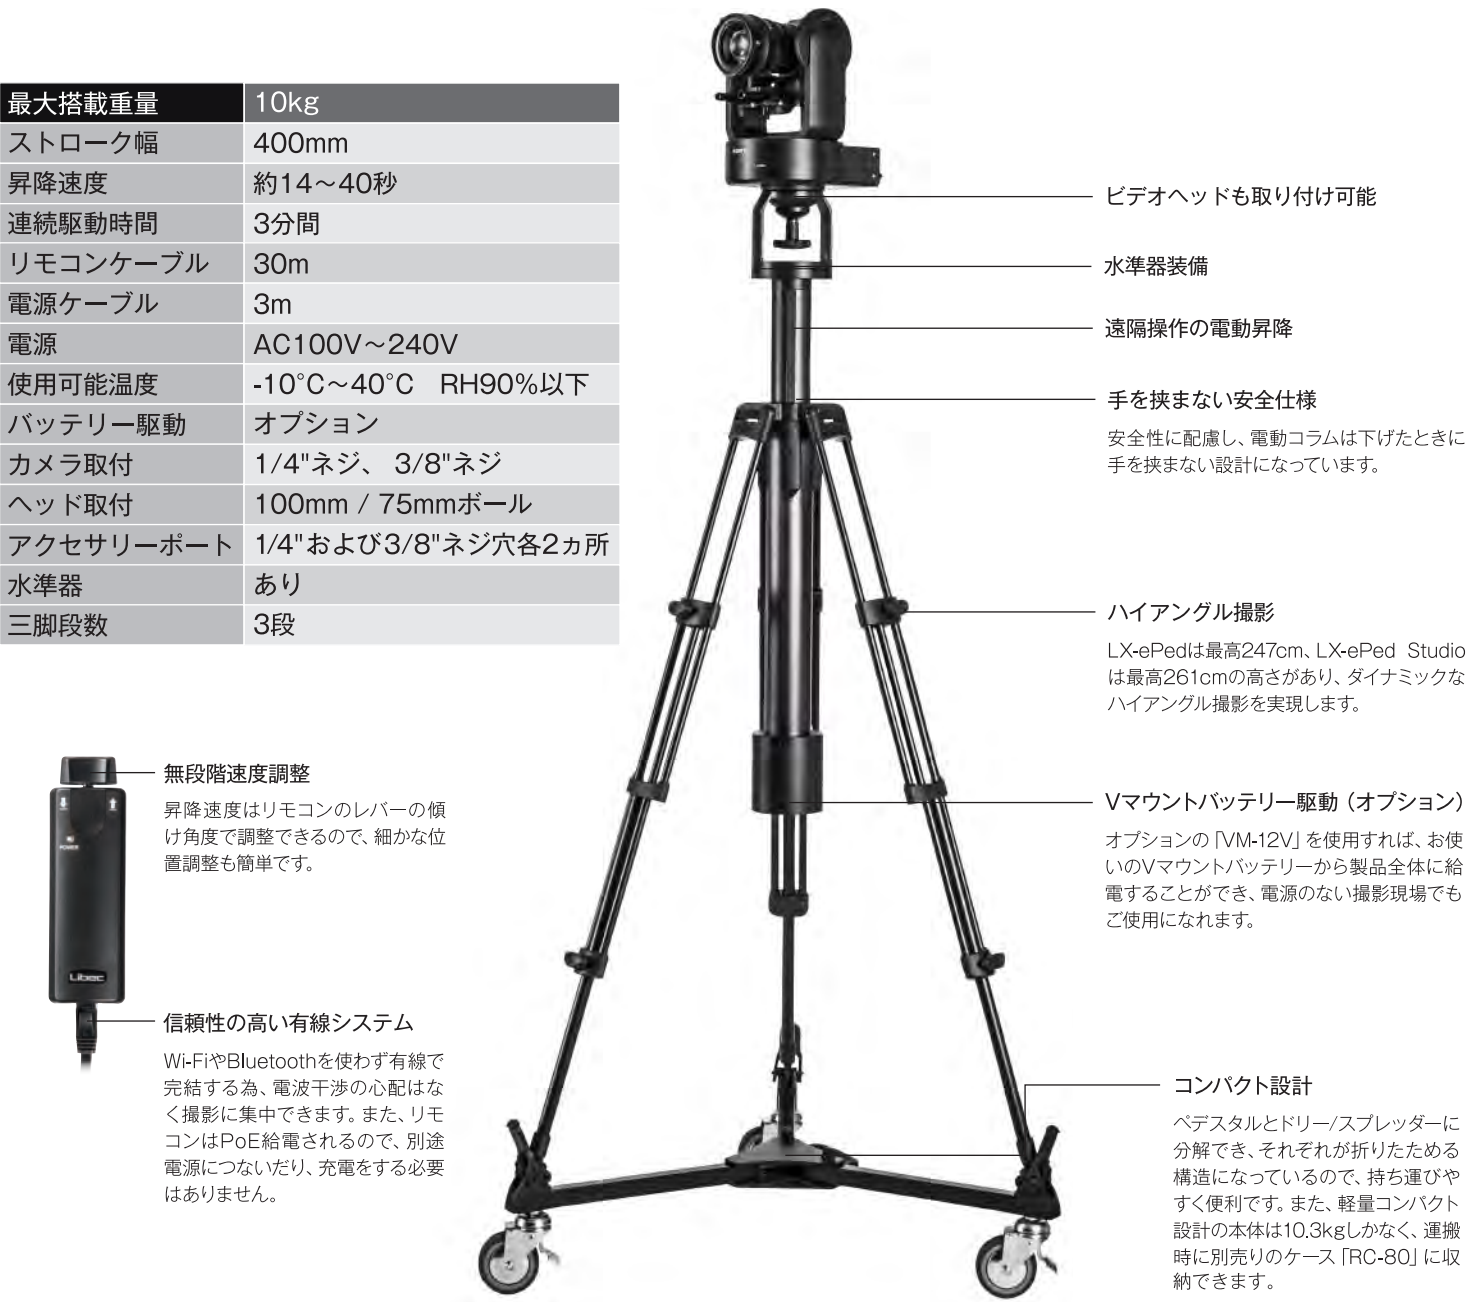 最大搭載重量 10kg
ストローク幅 400mm
昇降速度 約14〜40秒
連続駆動時間 3分間
リモコンケーブル 30m
電源ケーブル 3m
電源 AC100V〜240V
使用可能温度 -10°C〜40°C RH90%以下
バッテリー駆動 オプション
カメラ取付 1/4"ネジ、3/8"ネジ
ヘッド取付 100mm / 75mmボール
アクセサリーポート 1/4"および3/8"ネジ穴各2ヵ所
水準器 あり
三脚段数 3段
無段階速度調整
昇降速度はリモコンのレバーの傾
け角度で調整できるので、細かな位
置調整も簡単です。
POWER
Libec
信頼性の高い有線システム
Wi-FiやBluetoothを使わず有線で
完結する為、電波干渉の心配はな
く撮影に集中できます。また、リモ
コンはPoE給電されるので、別途
電源につないだり、充電をする必要
はありません。
ビデオヘッドも取り付け可能
水準器装備
遠隔操作の電動昇降
手を挟まない安全仕様
安全性に配慮し、電動コラムは下げたときに
手を挟まない設計になっています。
ハイアングル撮影
LX-ePedは最高247cm、LX-ePed Studio
は最高261cmの高さがあり、ダイナミックな
ハイアングル撮影を実現します。
Vマウントバッテリー駆動（オプション）
オプションの「VM-12V」を使用すれば、お使
いのVマウントバッテリーから製品全体に給
電することができ、電源のない撮影現場でも
ご使用になれます。
コンパクト設計
ペデスタルとドリー/スプレッダーに
分解でき、それぞれが折りたためる
構造になっているので、持ち運びや
すく便利です。また、軽量コンパクト
設計の本体は10.3kgしかなく、運搬
時に別売りのケース「RC-80」に収
納できます。